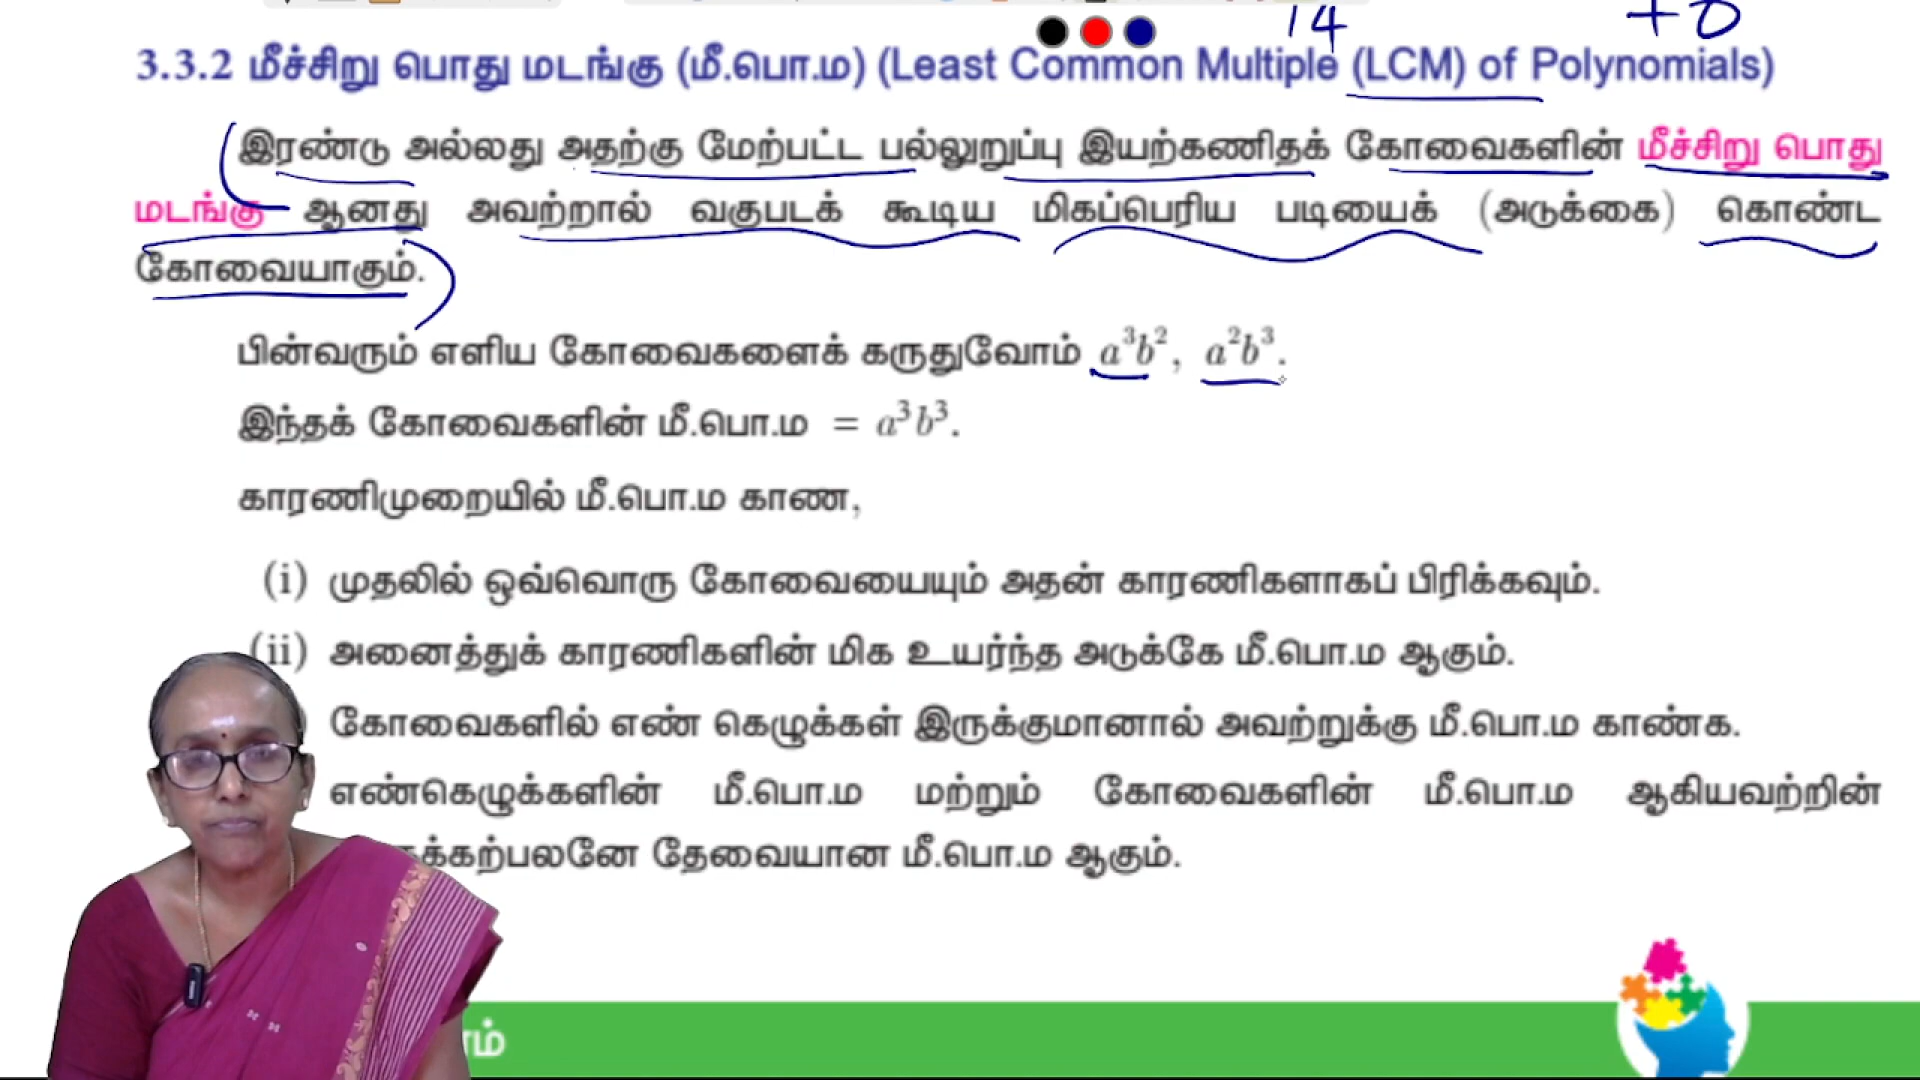 14 +8
3.3.2 மீச்சிறு பொது மடங்கு (மீ.பொ.ம) (Least Common Multiple (LCM) of Polynomials)
இரண்டு அல்லது அதற்கு மேற்பட்ட பல்லுறுப்பு இயற்கணிதக் கோவைகளின் மீச்சிறு பொது
மடங்கு ஆனது அவற்றால் வகுபடக் கூடிய மிகப்பெரிய படியைக் (அடுக்கை) கொண்ட
கோவையாகும்.
பின்வரும் எளிய கோவைகளைக் கருதுவோம் a³b², a²b³.
இந்தக் கோவைகளின் மீ.பொ.ம = a³b³.
காரணிமுறையில் மீ.பொ.ம காண,
(i) முதலில் ஒவ்வொரு கோவையையும் அதன் காரணிகளாகப் பிரிக்கவும்.
(ii) அனைத்துக் காரணிகளின் மிக உயர்ந்த அடுக்கே மீ.பொ.ம ஆகும்.
கோவைகளில் எண் கெழுக்கள் இருக்குமானால் அவற்றுக்கு மீ.பொ.ம காண்க.
எண்கெழுக்களின் மீ.பொ.ம மற்றும் கோவைகளின் மீ.பொ.ம ஆகியவற்றின்
தேவையான மீ.பொ.ம ஆகும்.